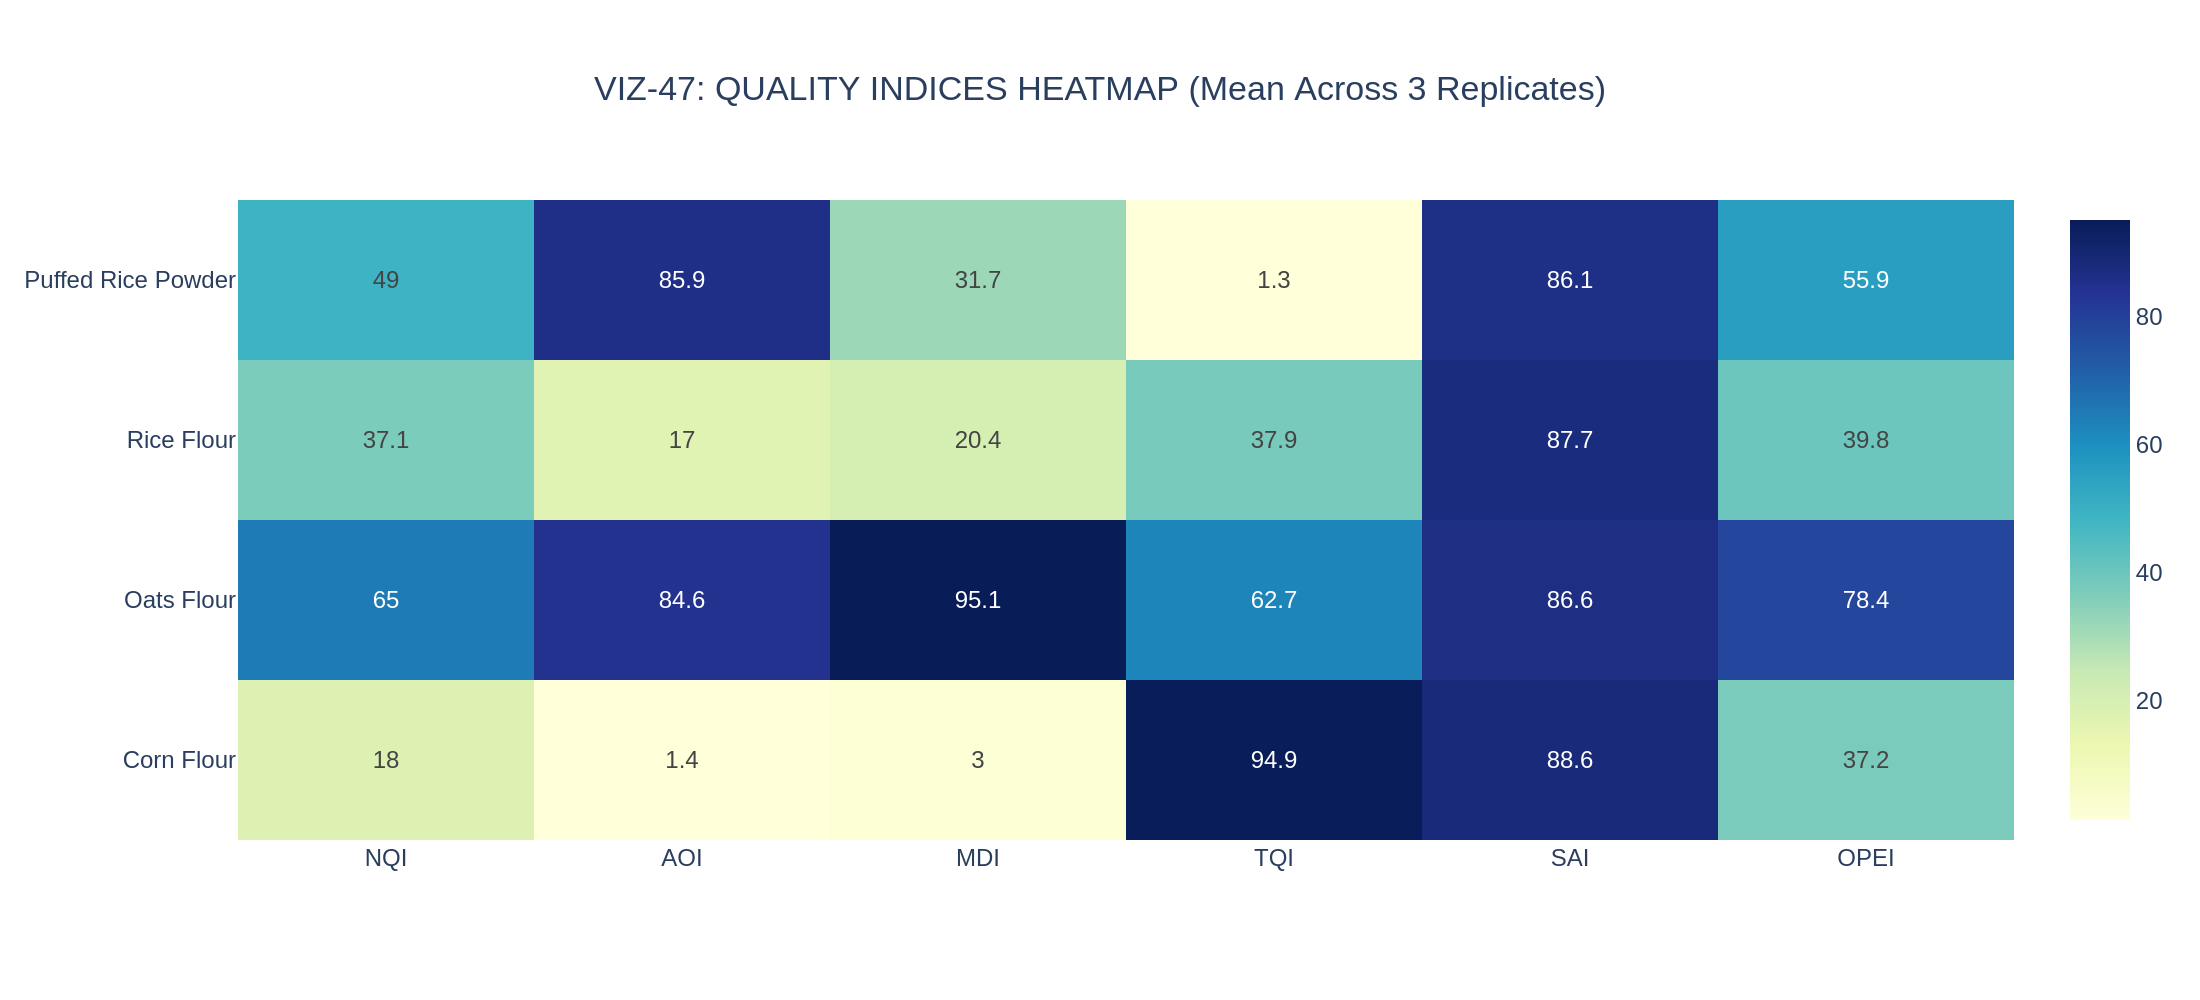 VIZ-47: QUALITY INDICES HEATMAP (Mean Across 3 Replicates)
Puffed Rice Powder 49 85.9 31.7 1.3 86.1 55.9
Rice Flour 37.1 17 20.4 37.9 87.7 39.8
Oats Flour 65 84.6 95.1 62.7 86.6 78.4
Corn Flour 18 1.4 3 94.9 88.6 37.2
NQI AOI MDI TQI SAI OPEI
80
60
40
20